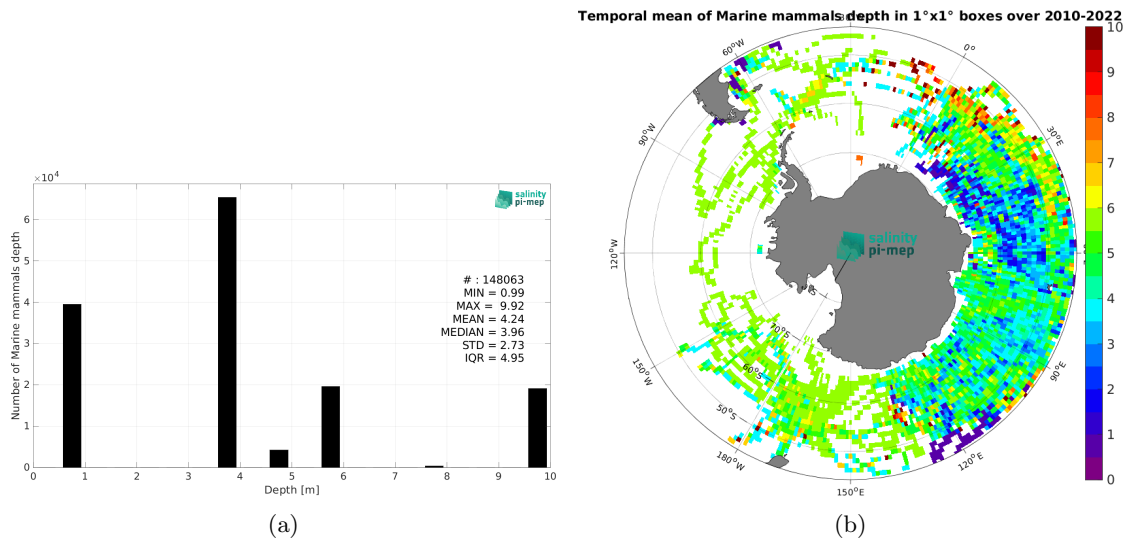 ×10⁴
6
5
4
3
2
1
0
Number of Marine mammals depth
salinity
pi-mep
# : 148063
MIN = 0.99
MAX = 9.92
MEAN = 4.24
MEDIAN = 3.96
STD = 2.73
IQR = 4.95
0 1 2 3 4 5 6 7 8 9 10
Depth [m]
(a)
Temporal mean of Marine mammals depth in 1°x1° boxes over 2010-2022
60°W
0°
90°W
30°E
120°W
salinity
pi-mep
70°S
60°S
50°S
150°W
90°E
180°W
120°E
150°E
10
9
8
7
6
5
4
3
2
1
0
(b)